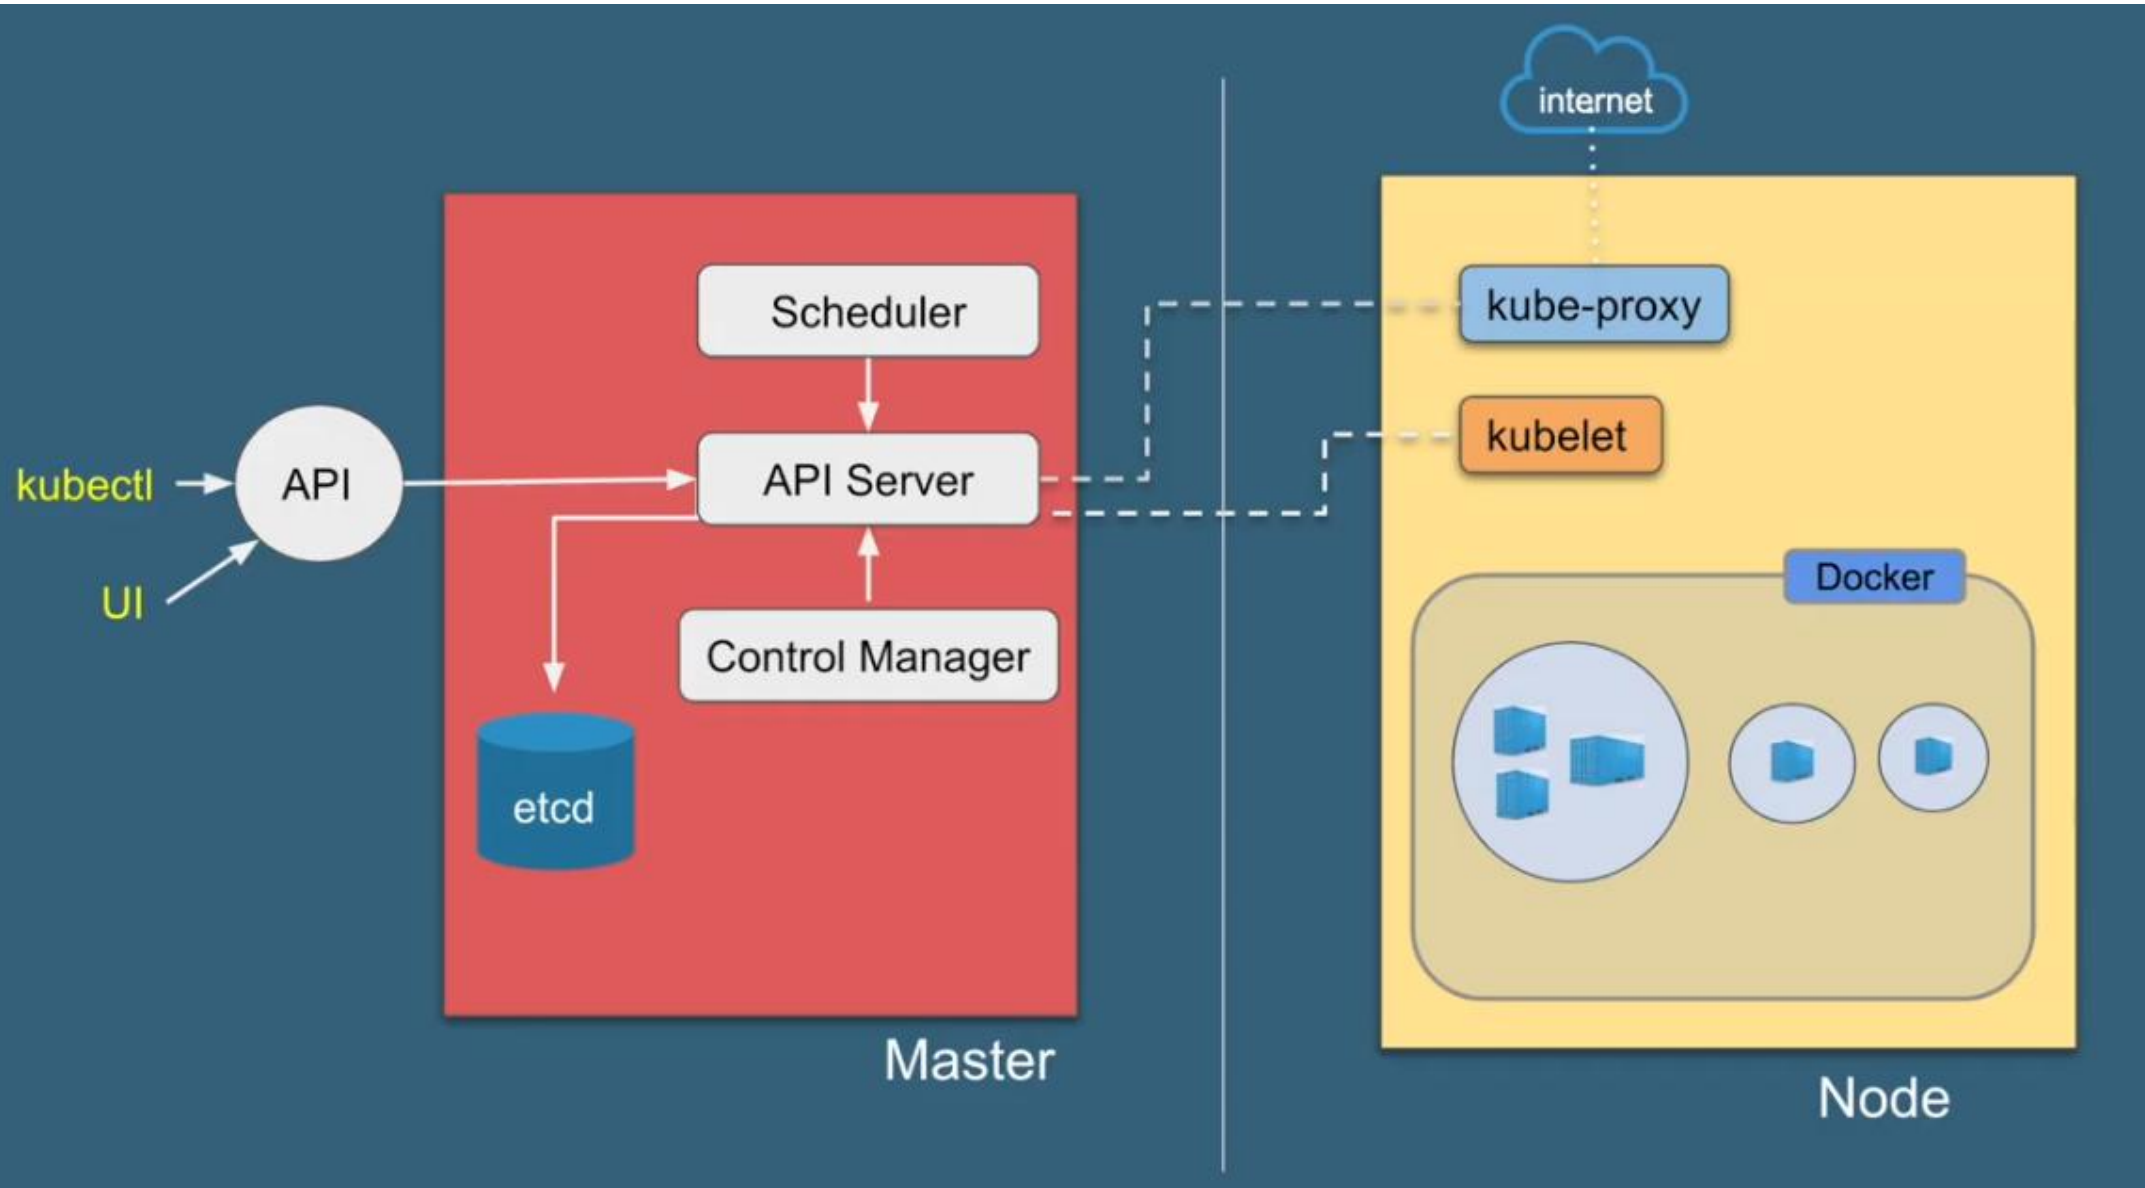 internet
Scheduler
kube-proxy
kubelet
kubectl
API
API Server
UI
Docker
Control Manager
etcd
Master
Node